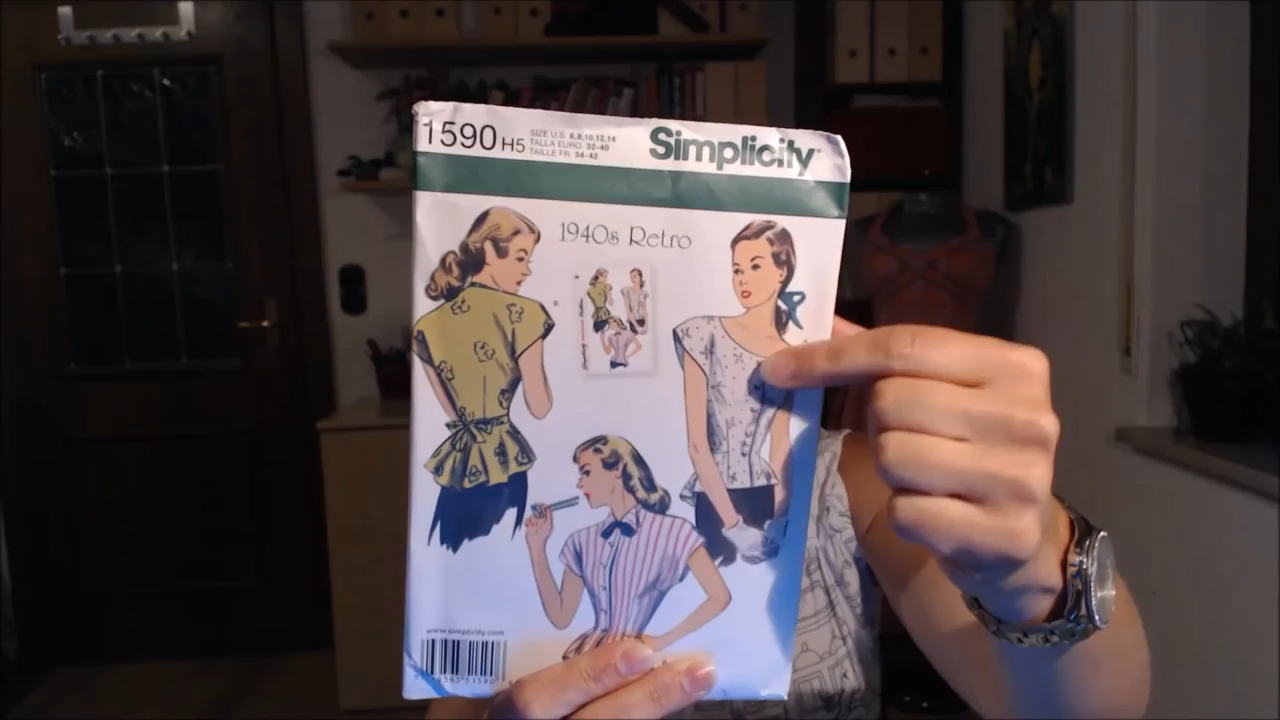 1590 H5
SIZE U.S. 6,8,10,12,14
TALLA EURO. 32-40
TAILLE FR. 34-42
Simplicity
1940s Retro
www.simplicity.com